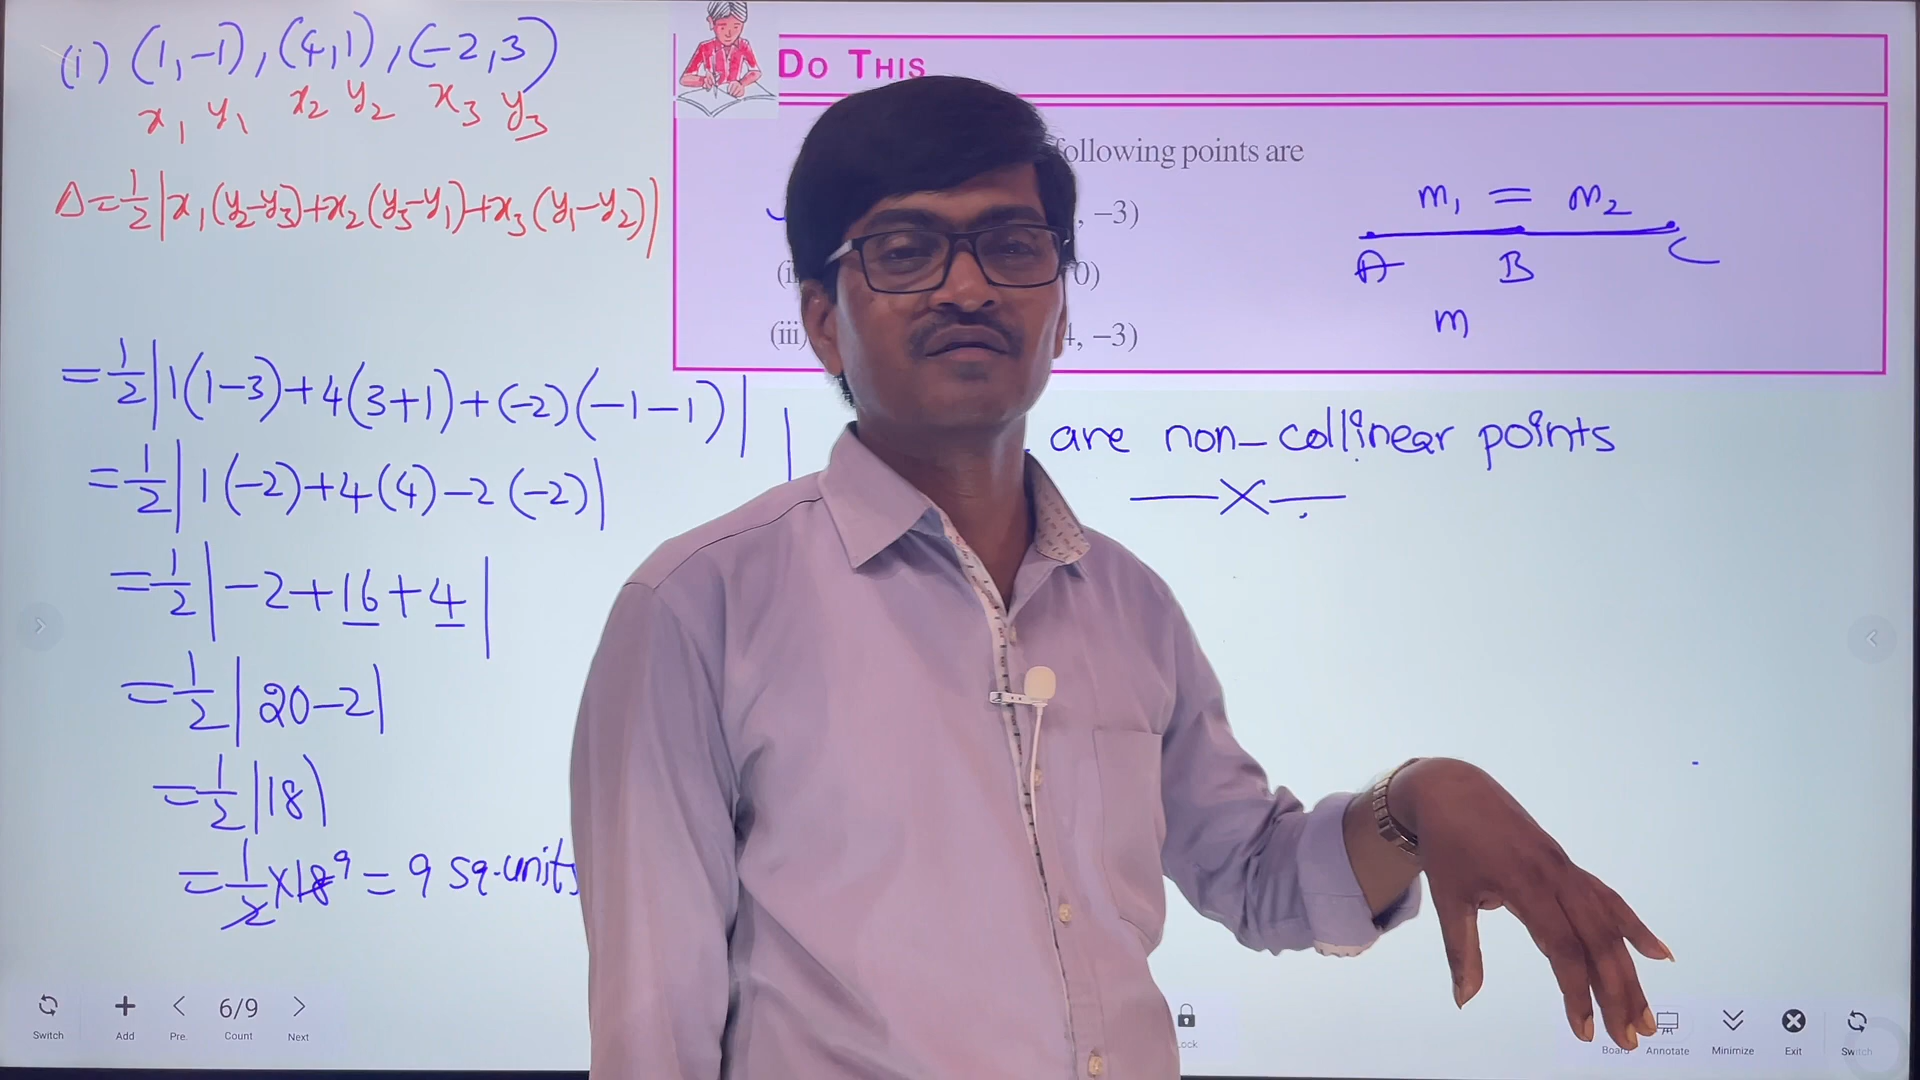 (i) (1,-1), (4,1), (-2,3)
x₁ y₁ x₂ y₂ x₃ y₃
Δ=½|x₁(y₂-y₃)+x₂(y₃-y₁)+x₃(y₁-y₂)|
=½|1(1-3)+4(3+1)+(-2)(-1-1)|
=½|1(-2)+4(4)-2(-2)|
=½|-2+16+4|
=½|20-2|
=½|18|
=½×18 9 = 9 sq.units
DO THIS
following points are
, –3)
0)
(iii) 4, –3)
m₁ = m₂
A B C
m
are non-collinear points
—×—
Switch Add Pre. 6/9 Count Next
Board Annotate Minimize Exit Switch